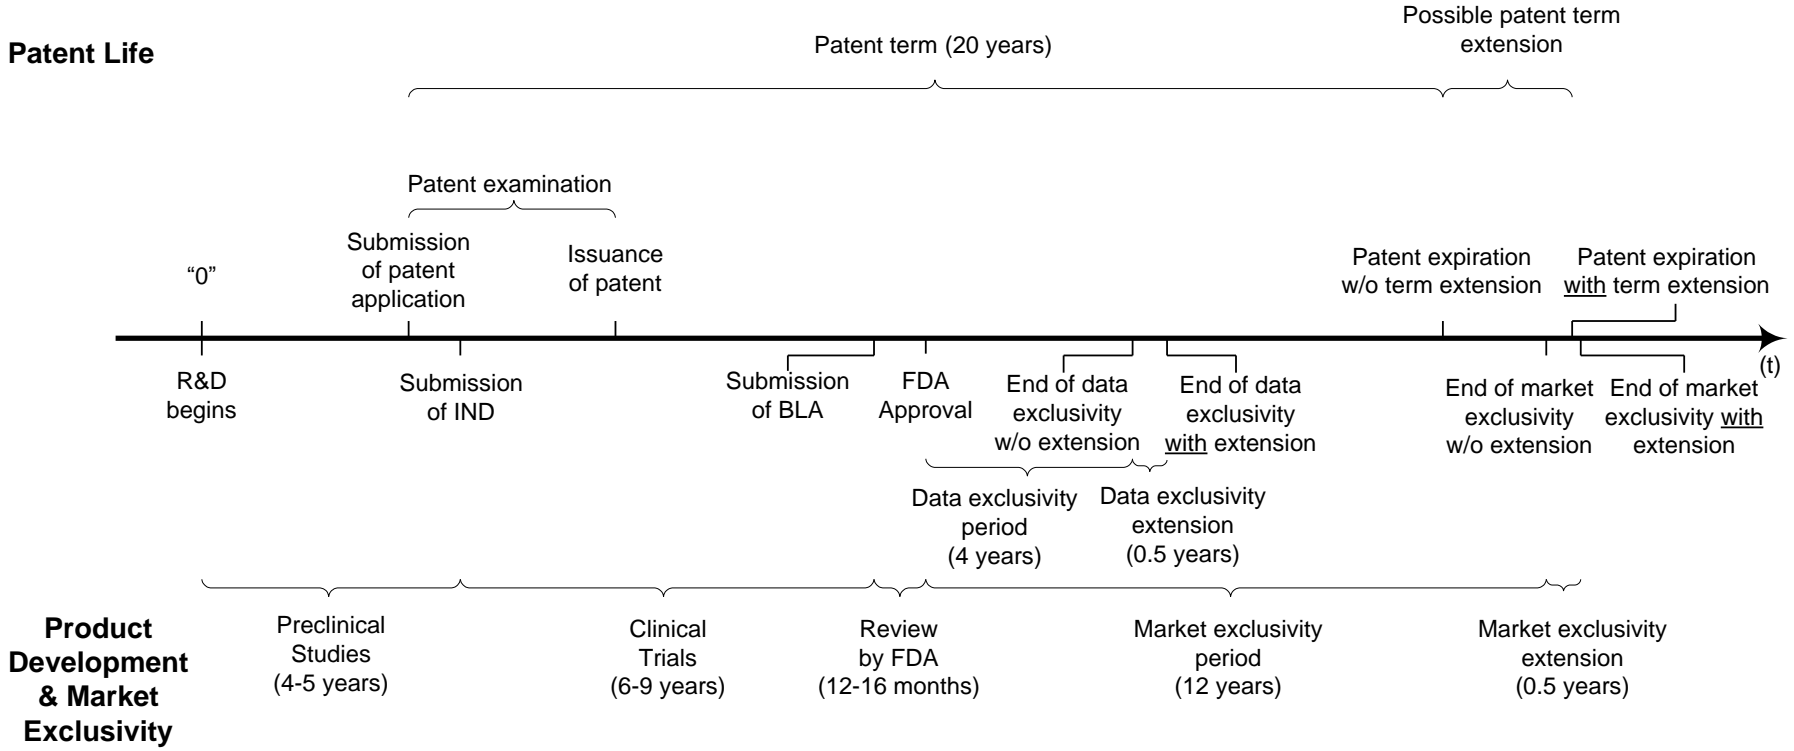 Patent Life
Patent term (20 years)
Possible patent term
extension
Patent examination
“0”
Submission
of patent
application
Issuance
of patent
Patent expiration
w/o term extension
Patent expiration
with term extension
(t)
R&D
begins
Submission
of IND
Submission
of BLA
FDA
Approval
End of data
exclusivity
w/o extension
End of data
exclusivity
with extension
End of market
exclusivity
w/o extension
End of market
exclusivity with
extension
Data exclusivity
period
(4 years)
Data exclusivity
extension
(0.5 years)
Product
Development
& Market
Exclusivity
Preclinical
Studies
(4-5 years)
Clinical
Trials
(6-9 years)
Review
by FDA
(12-16 months)
Market exclusivity
period
(12 years)
Market exclusivity
extension
(0.5 years)